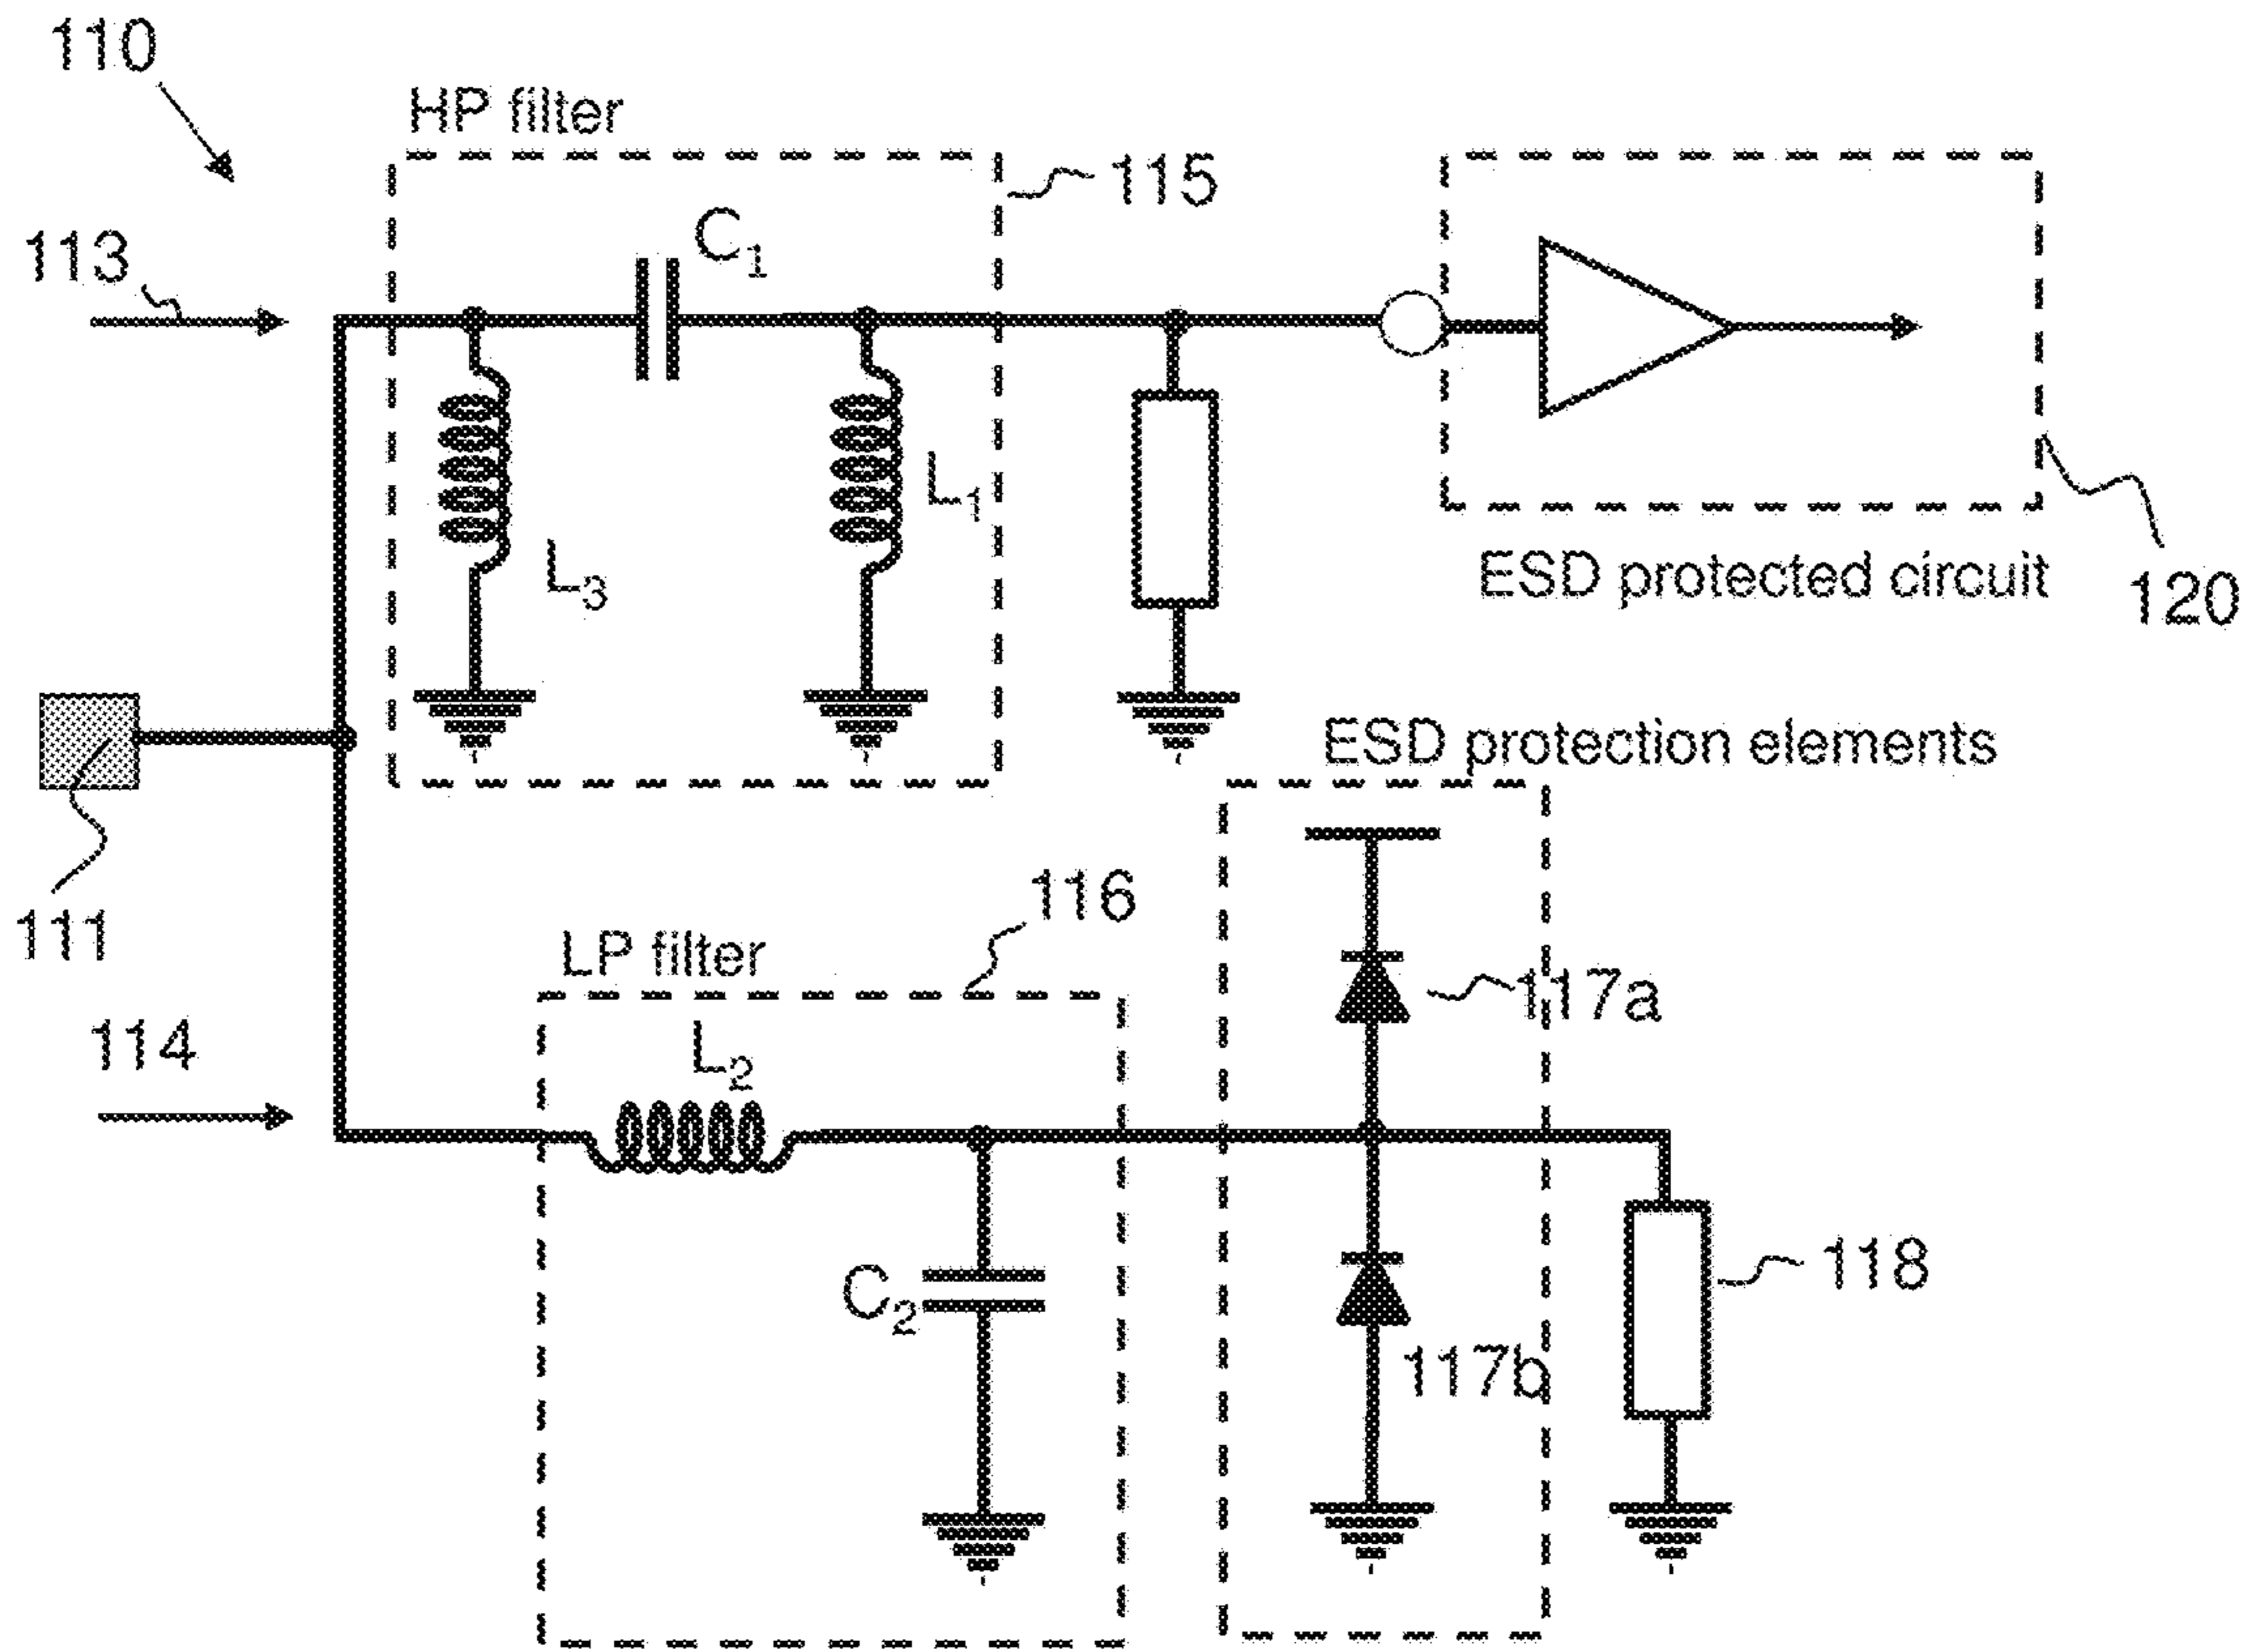 110
HP filter
115
C1
113
L1
L3
ESD protected circuit
120
ESD protection elements
111
116
LP filter
117a
114
L2
118
C2
117b